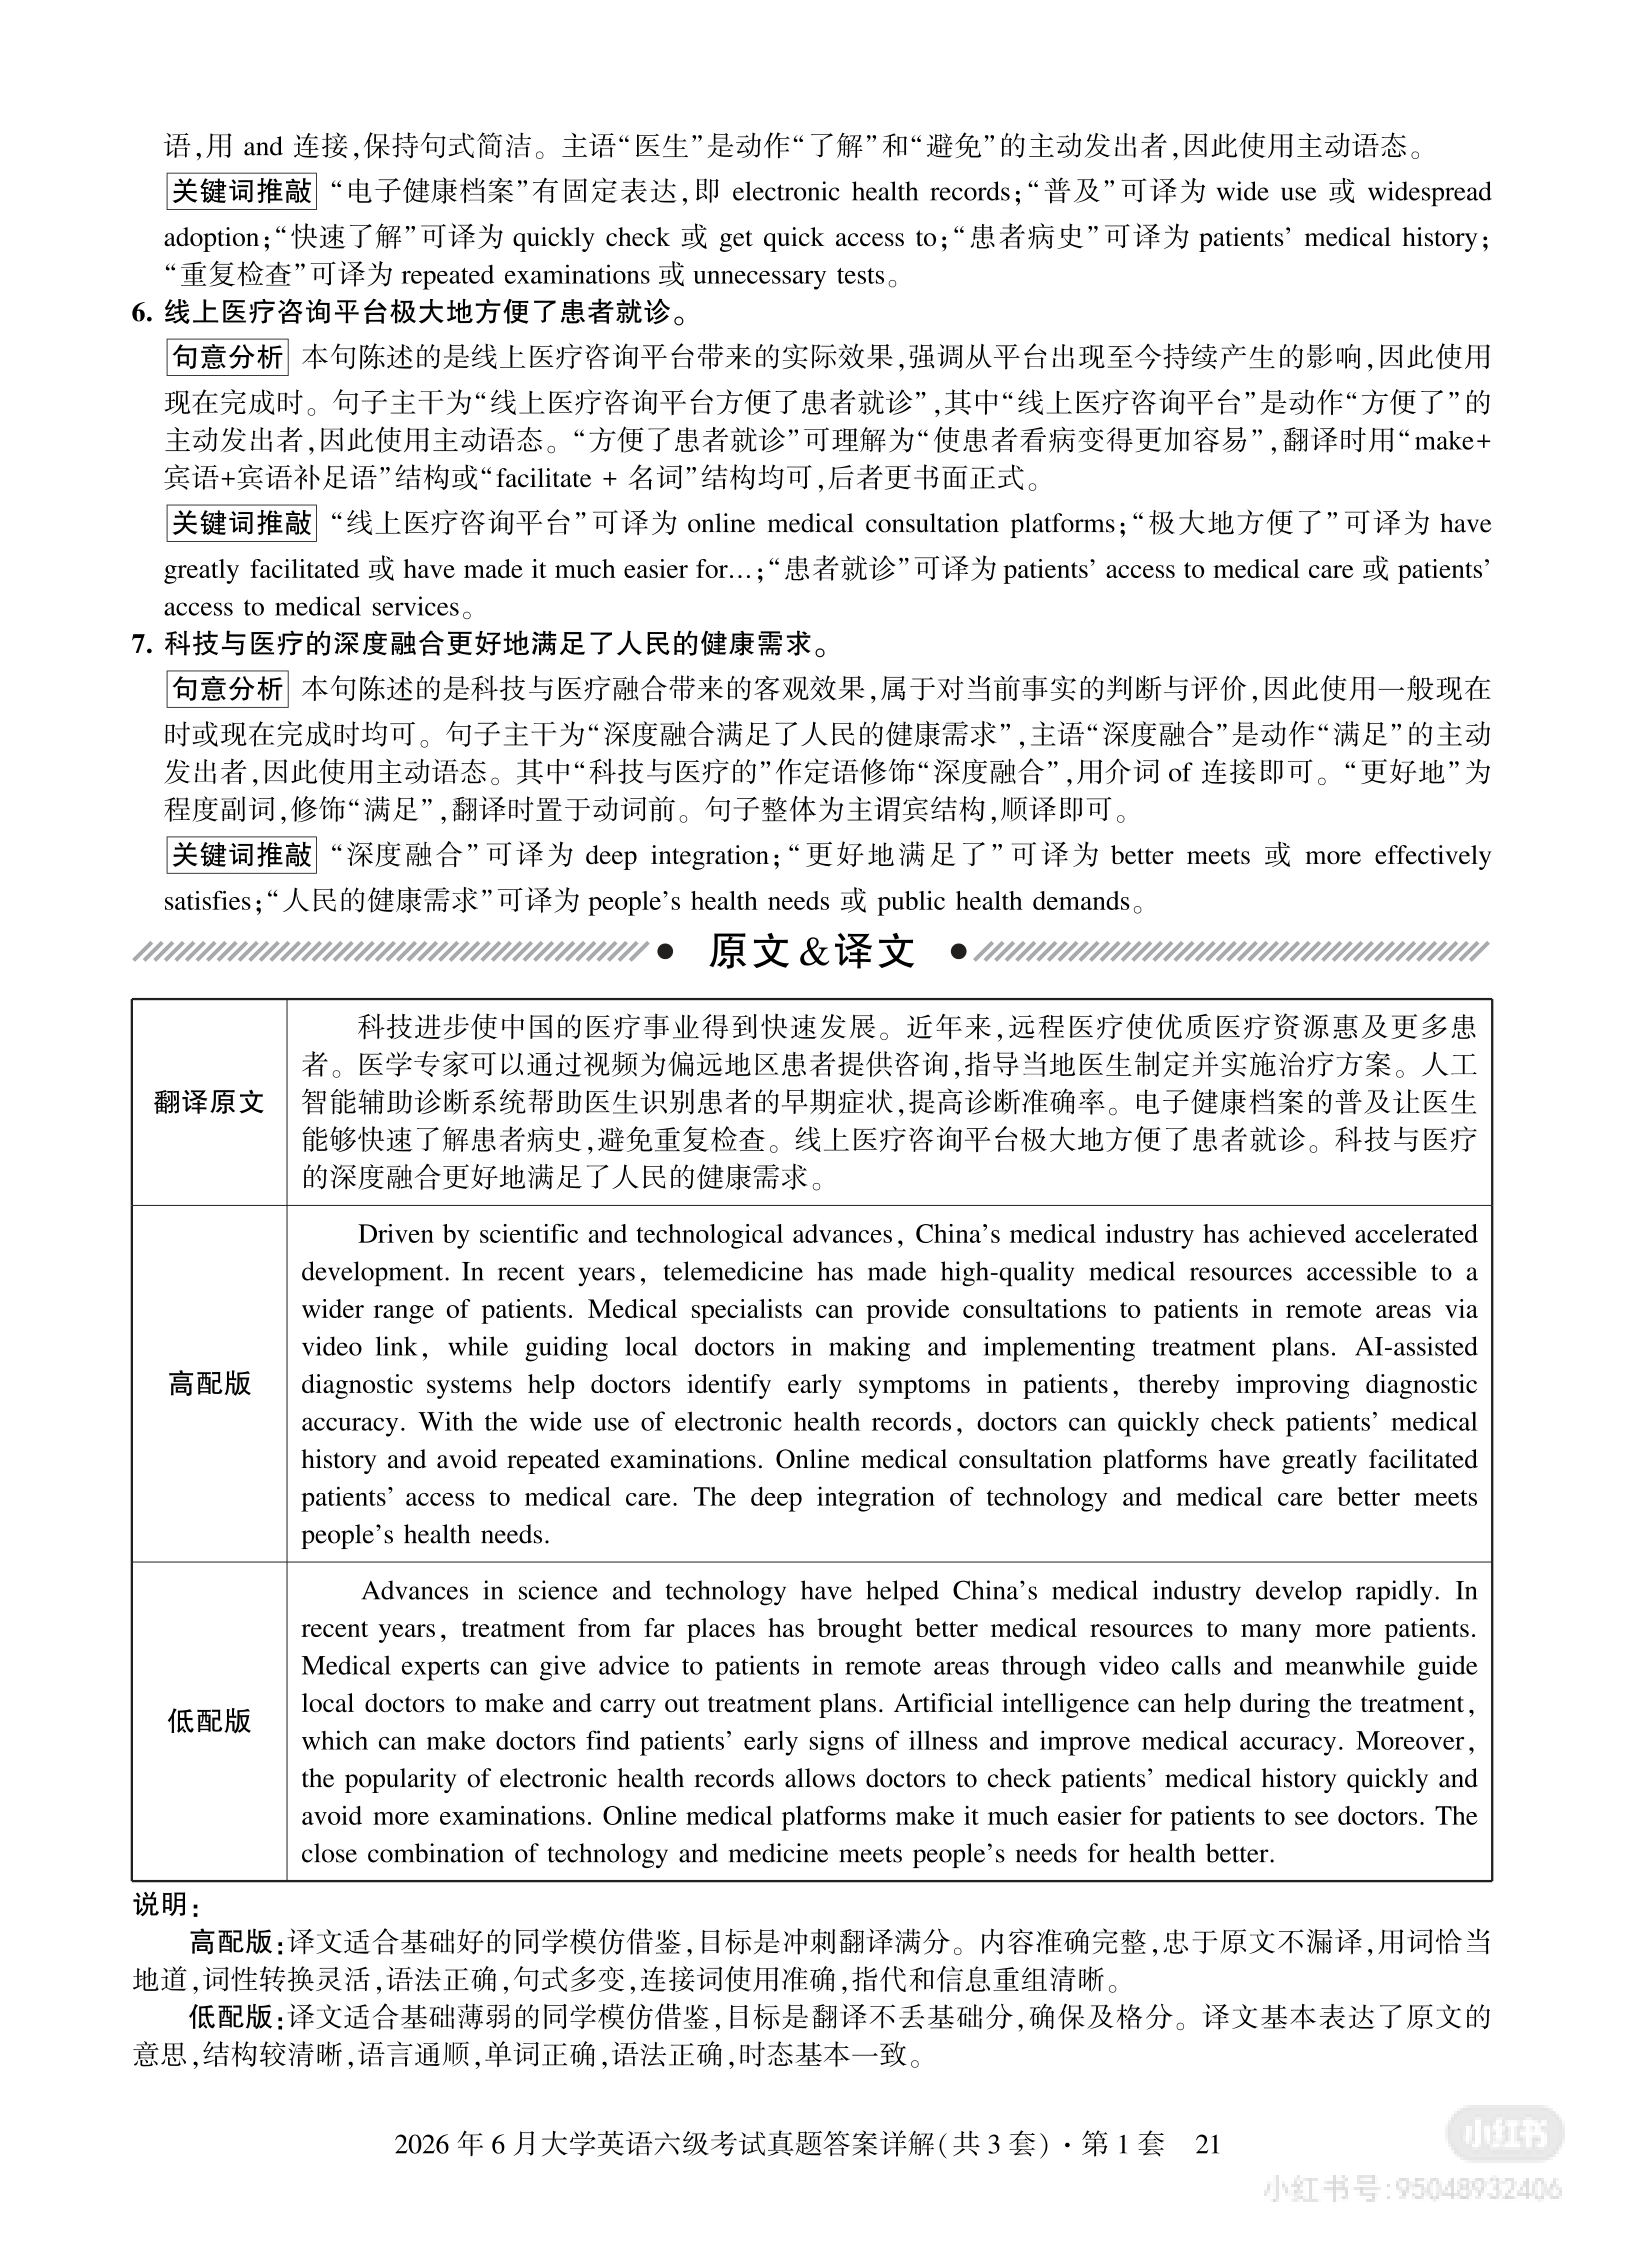 语,用 and 连接,保持句式简洁。主语“医生”是动作“了解”和“避免”的主动发出者,因此使用主动语态。
关键词推敲 “电子健康档案”有固定表达,即 electronic health records;“普及”可译为 wide use 或 widespread
adoption;“快速了解”可译为 quickly check 或 get quick access to;“患者病史”可译为 patients’ medical history;
“重复检查”可译为 repeated examinations 或 unnecessary tests。
6. 线上医疗咨询平台极大地方便了患者就诊。
句意分析 本句陈述的是线上医疗咨询平台带来的实际效果,强调从平台出现至今持续产生的影响,因此使用
现在完成时。句子主干为“线上医疗咨询平台方便了患者就诊”,其中“线上医疗咨询平台”是动作“方便了”的
主动发出者,因此使用主动语态。“方便了患者就诊”可理解为“使患者看病变得更加容易”,翻译时用“make+
宾语+宾语补足语”结构或“facilitate + 名词”结构均可,后者更书面正式。
关键词推敲 “线上医疗咨询平台”可译为 online medical consultation platforms;“极大地方便了”可译为 have
greatly facilitated 或 have made it much easier for…;“患者就诊”可译为 patients’ access to medical care 或 patients’
access to medical services。
7. 科技与医疗的深度融合更好地满足了人民的健康需求。
句意分析 本句陈述的是科技与医疗融合带来的客观效果,属于对当前事实的判断与评价,因此使用一般现在
时或现在完成时均可。句子主干为“深度融合满足了人民的健康需求”,主语“深度融合”是动作“满足”的主动
发出者,因此使用主动语态。其中“科技与医疗的”作定语修饰“深度融合”,用介词 of 连接即可。“更好地”为
程度副词,修饰“满足”,翻译时置于动词前。句子整体为主谓宾结构,顺译即可。
关键词推敲 “深度融合”可译为 deep integration;“更好地满足了”可译为 better meets 或 more effectively
satisfies;“人民的健康需求”可译为 people’s health needs 或 public health demands。
原文&译文
翻译原文
科技进步使中国的医疗事业得到快速发展。近年来,远程医疗使优质医疗资源惠及更多患
者。医学专家可以通过视频为偏远地区患者提供咨询,指导当地医生制定并实施治疗方案。人工
智能辅助诊断系统帮助医生识别患者的早期症状,提高诊断准确率。电子健康档案的普及让医生
能够快速了解患者病史,避免重复检查。线上医疗咨询平台极大地方便了患者就诊。科技与医疗
的深度融合更好地满足了人民的健康需求。
高配版
Driven by scientific and technological advances, China’s medical industry has achieved accelerated
development. In recent years, telemedicine has made high-quality medical resources accessible to a
wider range of patients. Medical specialists can provide consultations to patients in remote areas via
video link, while guiding local doctors in making and implementing treatment plans. AI-assisted
diagnostic systems help doctors identify early symptoms in patients, thereby improving diagnostic
accuracy. With the wide use of electronic health records, doctors can quickly check patients’ medical
history and avoid repeated examinations. Online medical consultation platforms have greatly facilitated
patients’ access to medical care. The deep integration of technology and medical care better meets
people’s health needs.
低配版
Advances in science and technology have helped China’s medical industry develop rapidly. In
recent years, treatment from far places has brought better medical resources to many more patients.
Medical experts can give advice to patients in remote areas through video calls and meanwhile guide
local doctors to make and carry out treatment plans. Artificial intelligence can help during the treatment,
which can make doctors find patients’ early signs of illness and improve medical accuracy. Moreover,
the popularity of electronic health records allows doctors to check patients’ medical history quickly and
avoid more examinations. Online medical platforms make it much easier for patients to see doctors. The
close combination of technology and medicine meets people’s needs for health better.
说明:
高配版:译文适合基础好的同学模仿借鉴,目标是冲刺翻译满分。内容准确完整,忠于原文不漏译,用词恰当
地道,词性转换灵活,语法正确,句式多变,连接词使用准确,指代和信息重组清晰。
低配版:译文适合基础薄弱的同学模仿借鉴,目标是翻译不丢基础分,确保及格分。译文基本表达了原文的
意思,结构较清晰,语言通顺,单词正确,语法正确,时态基本一致。
2026 年 6 月大学英语六级考试真题答案详解(共 3 套)·第 1 套 21
小红书
小红书号:95048932406